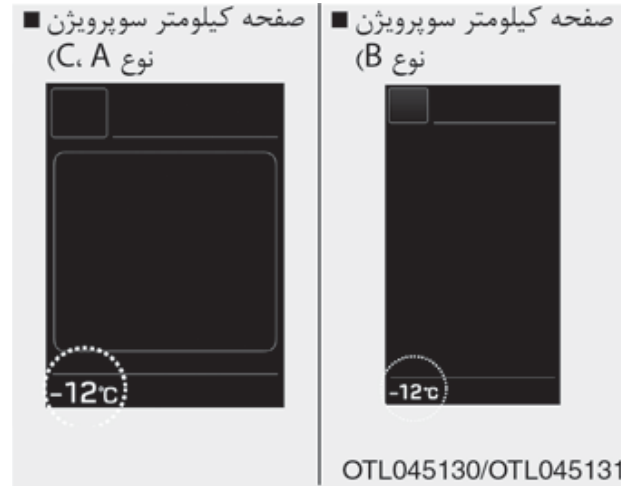 ■ صفحه کیلومتر سوپرویژن
نوع B)
-12℃
OTL045130/OTL045131
■ صفحه کیلومتر سوپرویژن
نوع C، A)
-12℃